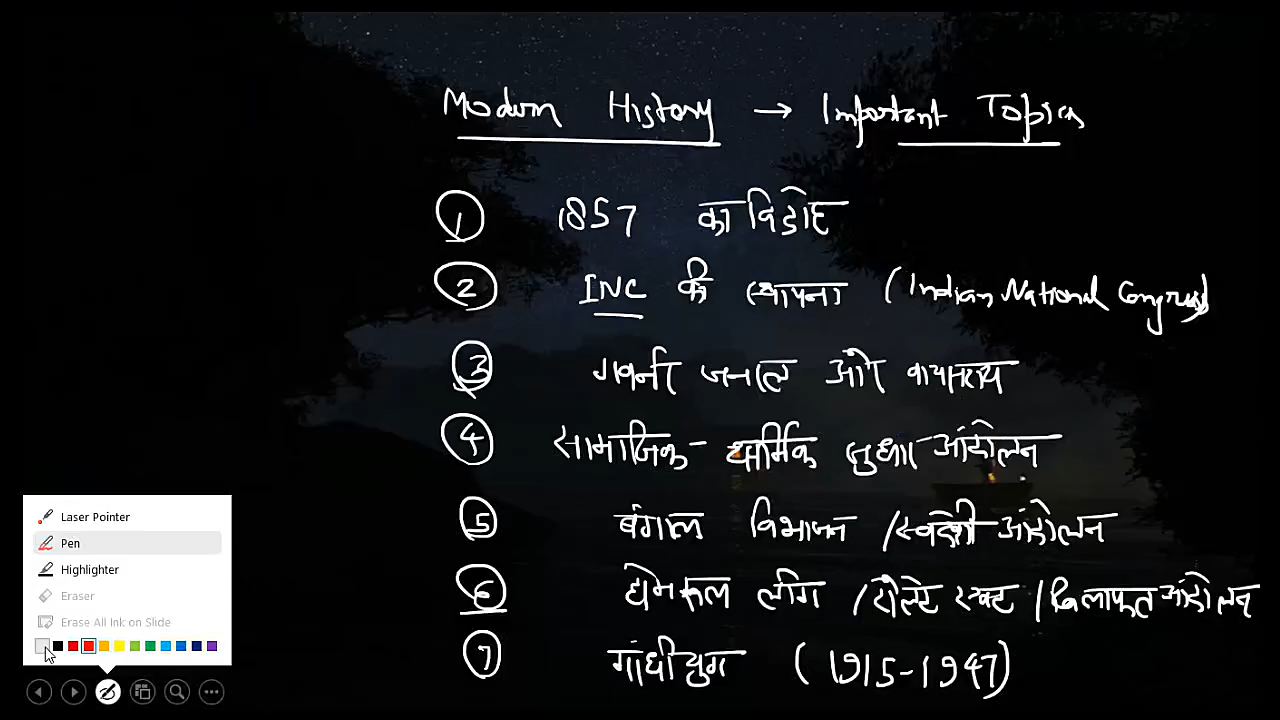 Modern History → Important Topics
1 1857 का विद्रोह
2 INC की स्थापना (Indian National Congress)
3 गवर्नर जनरल और वायसराय
4 सामाजिक - धार्मिक सुधार आंदोलन
5 बंगाल विभाजन / स्वदेशी आंदोलन
6 होमरूल लीग / रौलेट एक्ट / खिलाफत आंदोलन
7 गांधी युग (1915-1947)
Laser Pointer
Pen
Highlighter
Eraser
Erase All Ink on Slide